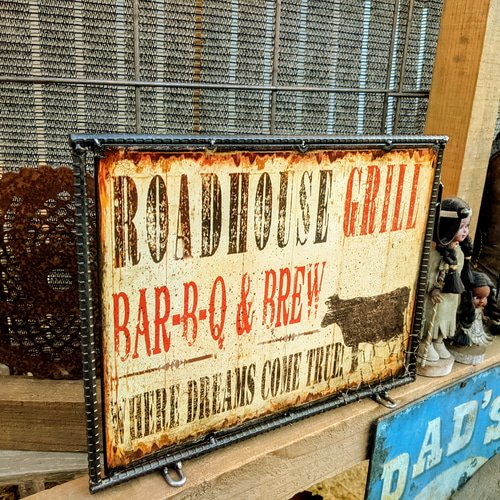 ROADHOUSE GRILL
BAR-B-Q & BREW
WHERE DREAMS COME TRUE
DAD'S